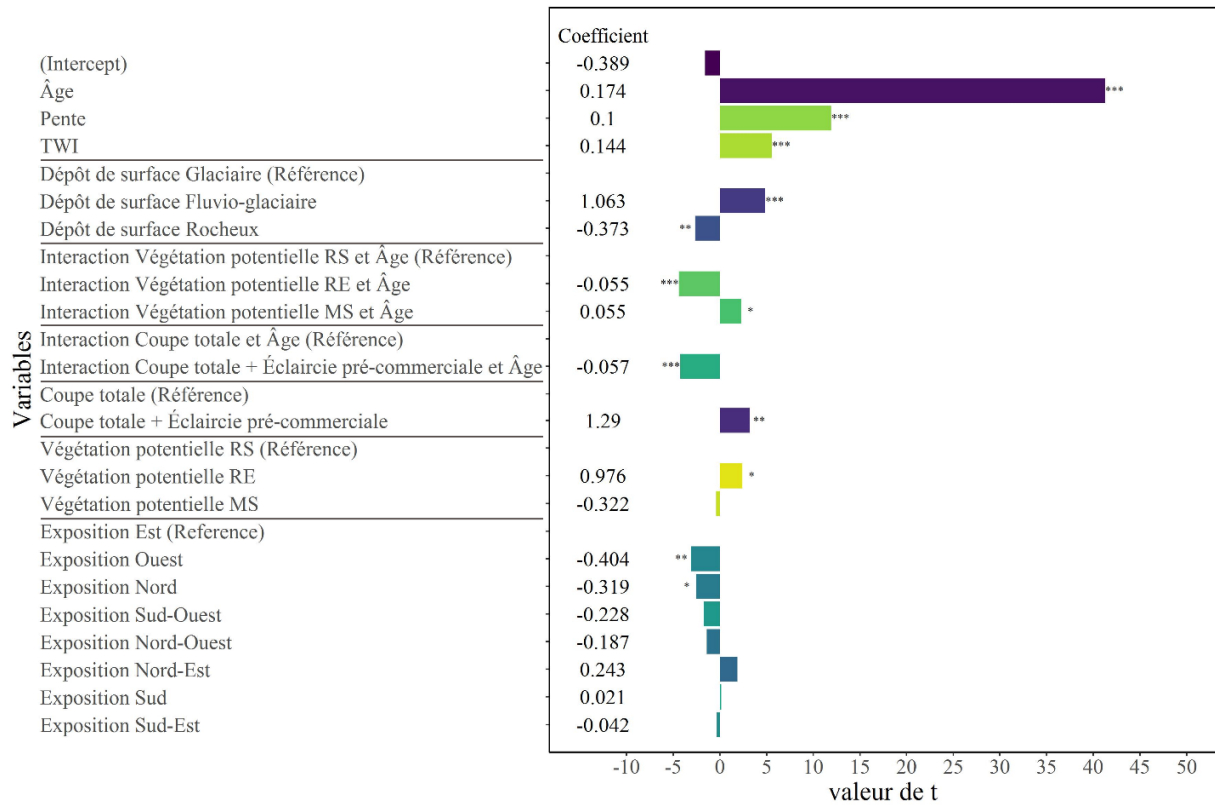 Coefficient
(Intercept) -0.389
Âge 0.174 ***
Pente 0.1 ***
TWI 0.144 ***
Dépôt de surface Glaciaire (Référence)
Dépôt de surface Fluvio-glaciaire 1.063 ***
Dépôt de surface Rocheux -0.373 **
Interaction Végétation potentielle RS et Âge (Référence)
Interaction Végétation potentielle RE et Âge -0.055 ***
Interaction Végétation potentielle MS et Âge 0.055 *
Interaction Coupe totale et Âge (Référence)
Interaction Coupe totale + Éclaircie pré-commerciale et Âge -0.057 ***
Coupe totale (Référence)
Coupe totale + Éclaircie pré-commerciale 1.29 **
Végétation potentielle RS (Référence)
Végétation potentielle RE 0.976 *
Végétation potentielle MS -0.322
Exposition Est (Reference)
Exposition Ouest -0.404 **
Exposition Nord -0.319 *
Exposition Sud-Ouest -0.228
Exposition Nord-Ouest -0.187
Exposition Nord-Est 0.243
Exposition Sud 0.021
Exposition Sud-Est -0.042
Variables
-10 -5 0 5 10 15 20 25 30 35 40 45 50
valeur de t